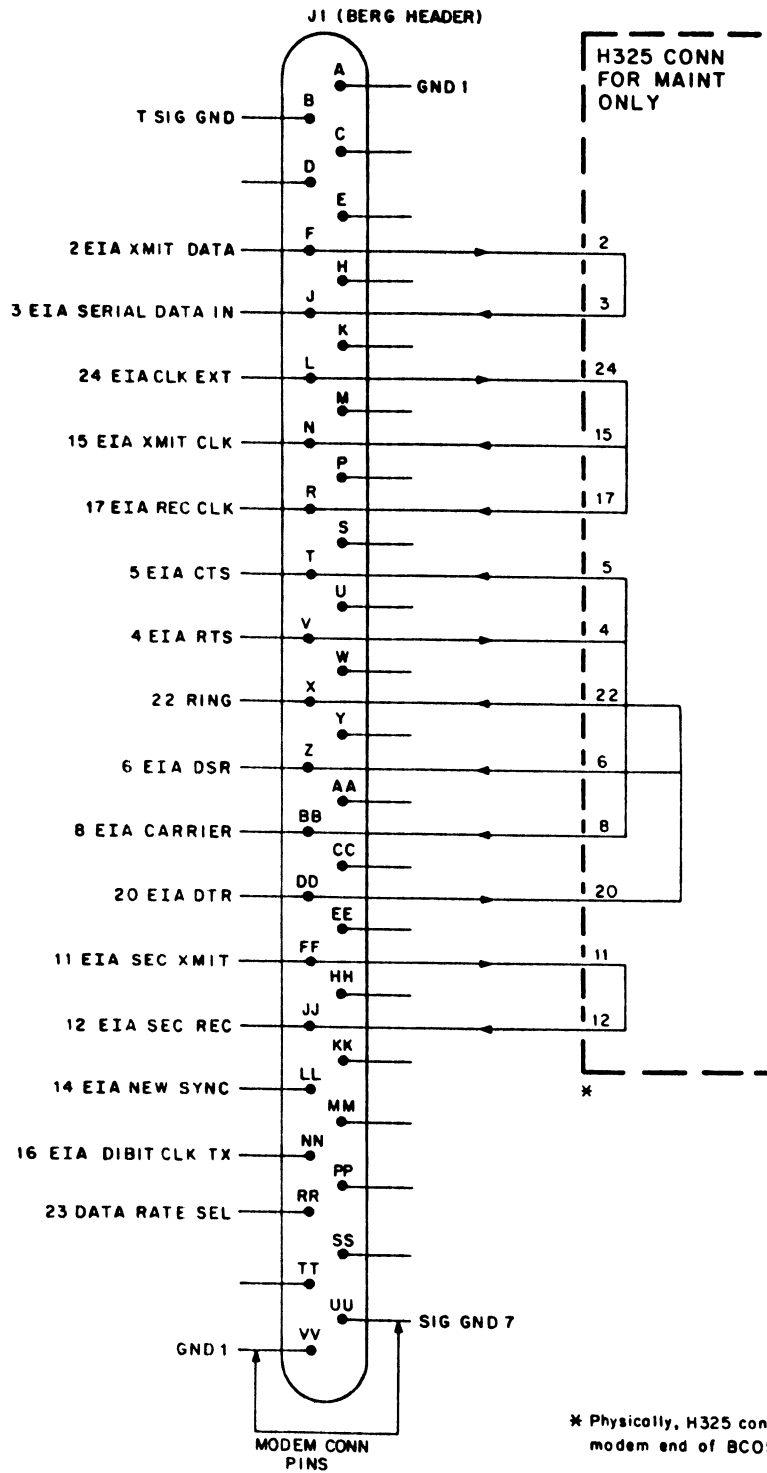 J1 (BERG HEADER)
H325 CONN
FOR MAINT
ONLY
A
GND 1
B
T SIG GND
C
D
E
F
2 EIA XMIT DATA
2
H
J
3 EIA SERIAL DATA IN
3
K
L
24 EIA CLK EXT
24
M
N
15 EIA XMIT CLK
15
P
R
17 EIA REC CLK
17
S
T
5 EIA CTS
5
U
V
4 EIA RTS
4
W
X
22 RING
22
Y
Z
6 EIA DSR
6
AA
BB
8 EIA CARRIER
8
CC
DD
20 EIA DTR
20
EE
FF
11 EIA SEC XMIT
11
HH
JJ
12 EIA SEC REC
12
KK
LL
14 EIA NEW SYNC
*
MM
NN
16 EIA DIBIT CLK TX
PP
RR
23 DATA RATE SEL
SS
TT
UU
SIG GND 7
VV
GND 1
MODEM CONN
PINS
* Physically, H325 con
modem end of BC0